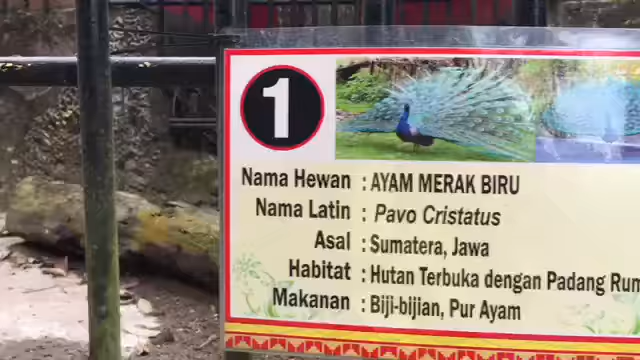 1
Nama Hewan : AYAM MERAK BIRU
Nama Latin : Pavo Cristatus
Asal : Sumatera, Jawa
Habitat : Hutan Terbuka dengan Padang Rum
Makanan : Biji-bijian, Pur Ayam